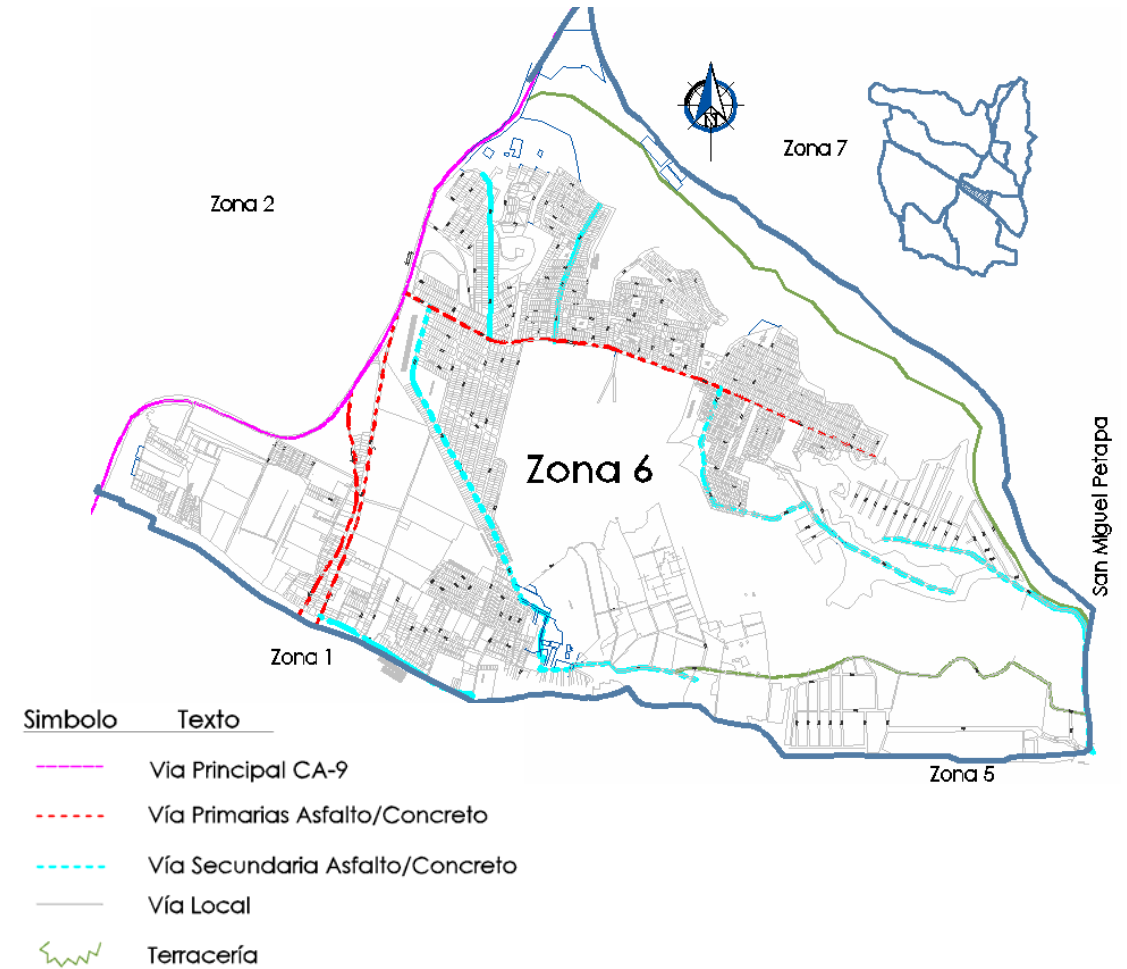 Zona 7
Zona 2
Zona 6
San Miguel Petapa
Zona 1
Zona 5
Simbolo Texto
Via Principal CA-9
Vía Primarias Asfalto/Concreto
Vía Secundaria Asfalto/Concreto
Vía Local
Terracería